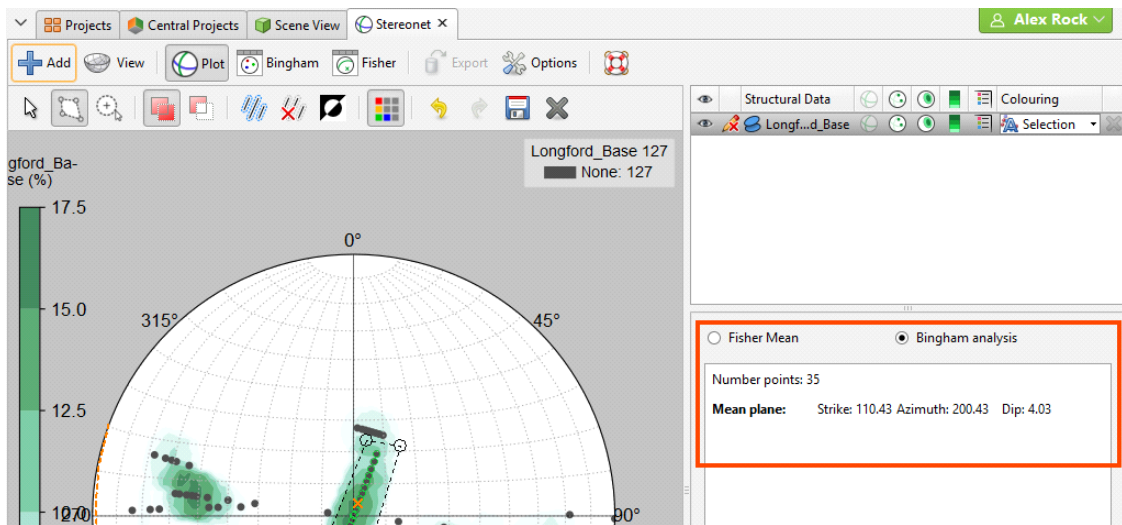 Projects Central Projects Scene View Stereonet ×
Alex Rock
Add View Plot Bingham Fisher Export Options
Structural Data Colouring
Longf...d_Base Selection
Longford_Base 127
None: 127
gford_Ba-
se (%)
17.5
0°
15.0
315° 45°
Fisher Mean Bingham analysis
Number points: 35
12.5
Mean plane: Strike: 110.43 Azimuth: 200.43 Dip: 4.03
90°